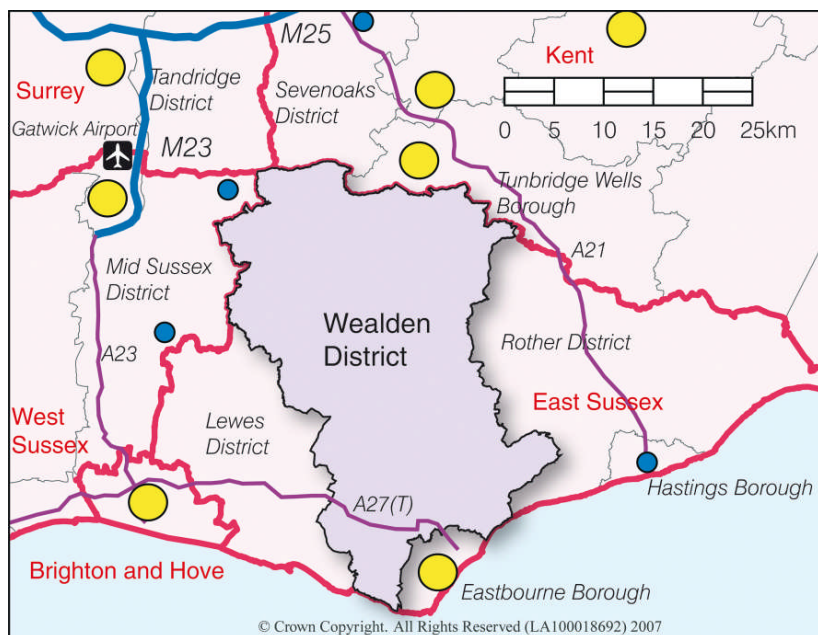 M25
Kent
Surrey
Tandridge
District
Sevenoaks
District
Gatwick Airport
M23
0 5 10 15 20 25km
Tunbridge Wells
Borough
A21
Mid Sussex
District
A23
Wealden
District
Rother District
West
Sussex
Lewes
District
East Sussex
Hastings Borough
A27(T)
Brighton and Hove
Eastbourne Borough
© Crown Copyright. All Rights Reserved (LA100018692) 2007